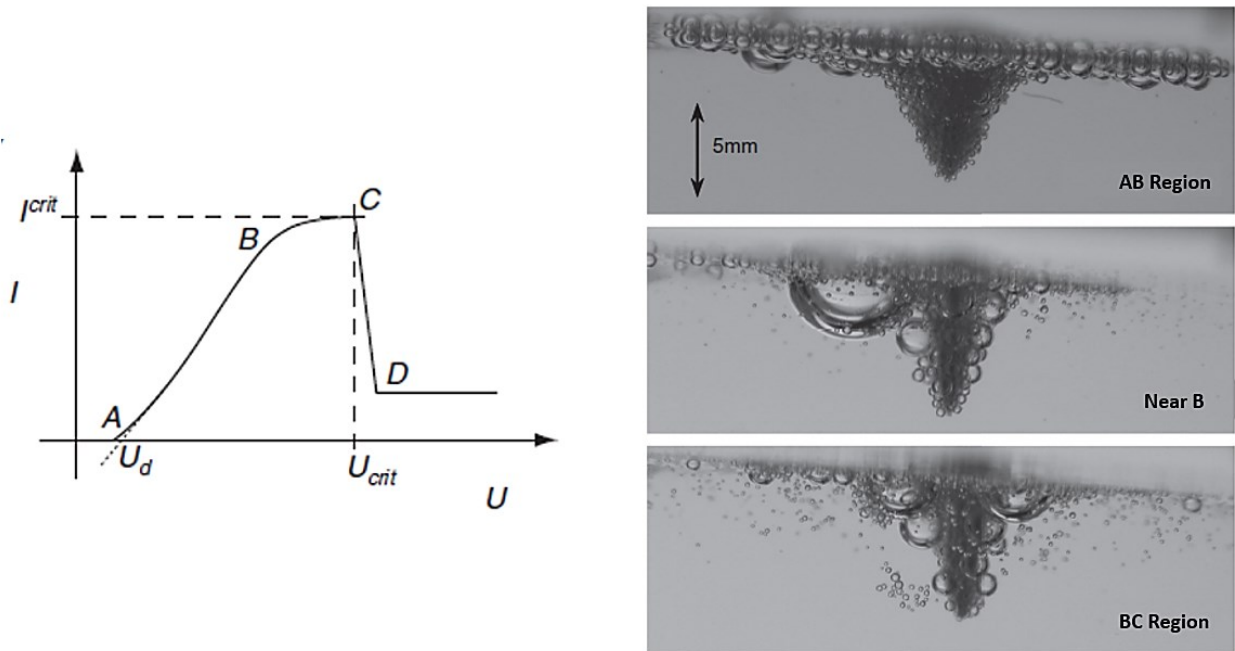 I^crit
C
B
I
D
A
U_d
U_crit
U
5mm
AB Region
Near B
BC Region